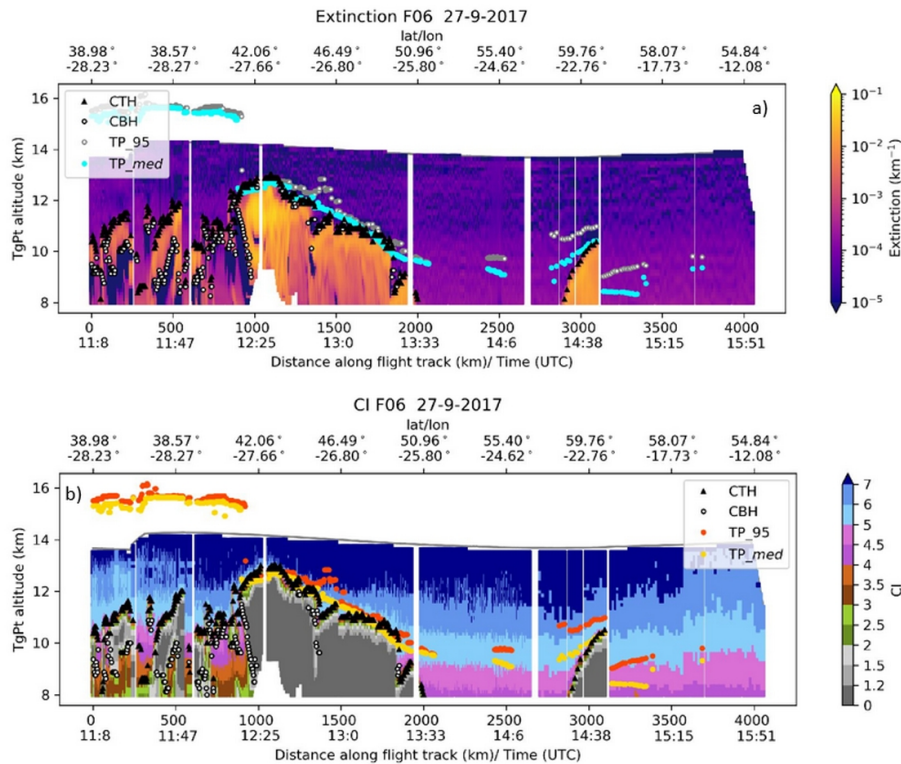 Extinction F06 27-9-2017
lat/lon
38.98° 38.57° 42.06° 46.49° 50.96° 55.40° 59.76° 58.07° 54.84°
-28.23° -28.27° -27.66° -26.80° -25.80° -24.62° -22.76° -17.73° -12.08°
a)
CTH
CBH
TP_95
TP_med
TgPt altitude (km)
16
14
12
10
8
0 500 1000 1500 2000 2500 3000 3500 4000
11:8 11:47 12:25 13:0 13:33 14:6 14:38 15:15 15:51
Distance along flight track (km)/ Time (UTC)
10⁻¹
10⁻²
10⁻³
10⁻⁴
10⁻⁵
Extinction (km⁻¹)
CI F06 27-9-2017
lat/lon
38.98° 38.57° 42.06° 46.49° 50.96° 55.40° 59.76° 58.07° 54.84°
-28.23° -28.27° -27.66° -26.80° -25.80° -24.62° -22.76° -17.73° -12.08°
b)
CTH
CBH
TP_95
TP_med
TgPt altitude (km)
16
14
12
10
8
0 500 1000 1500 2000 2500 3000 3500 4000
11:8 11:47 12:25 13:0 13:33 14:6 14:38 15:15 15:51
Distance along flight track (km)/ Time (UTC)
7
6
5
4.5
4
3.5
3
2.5
2
1.5
1.2
0
CI